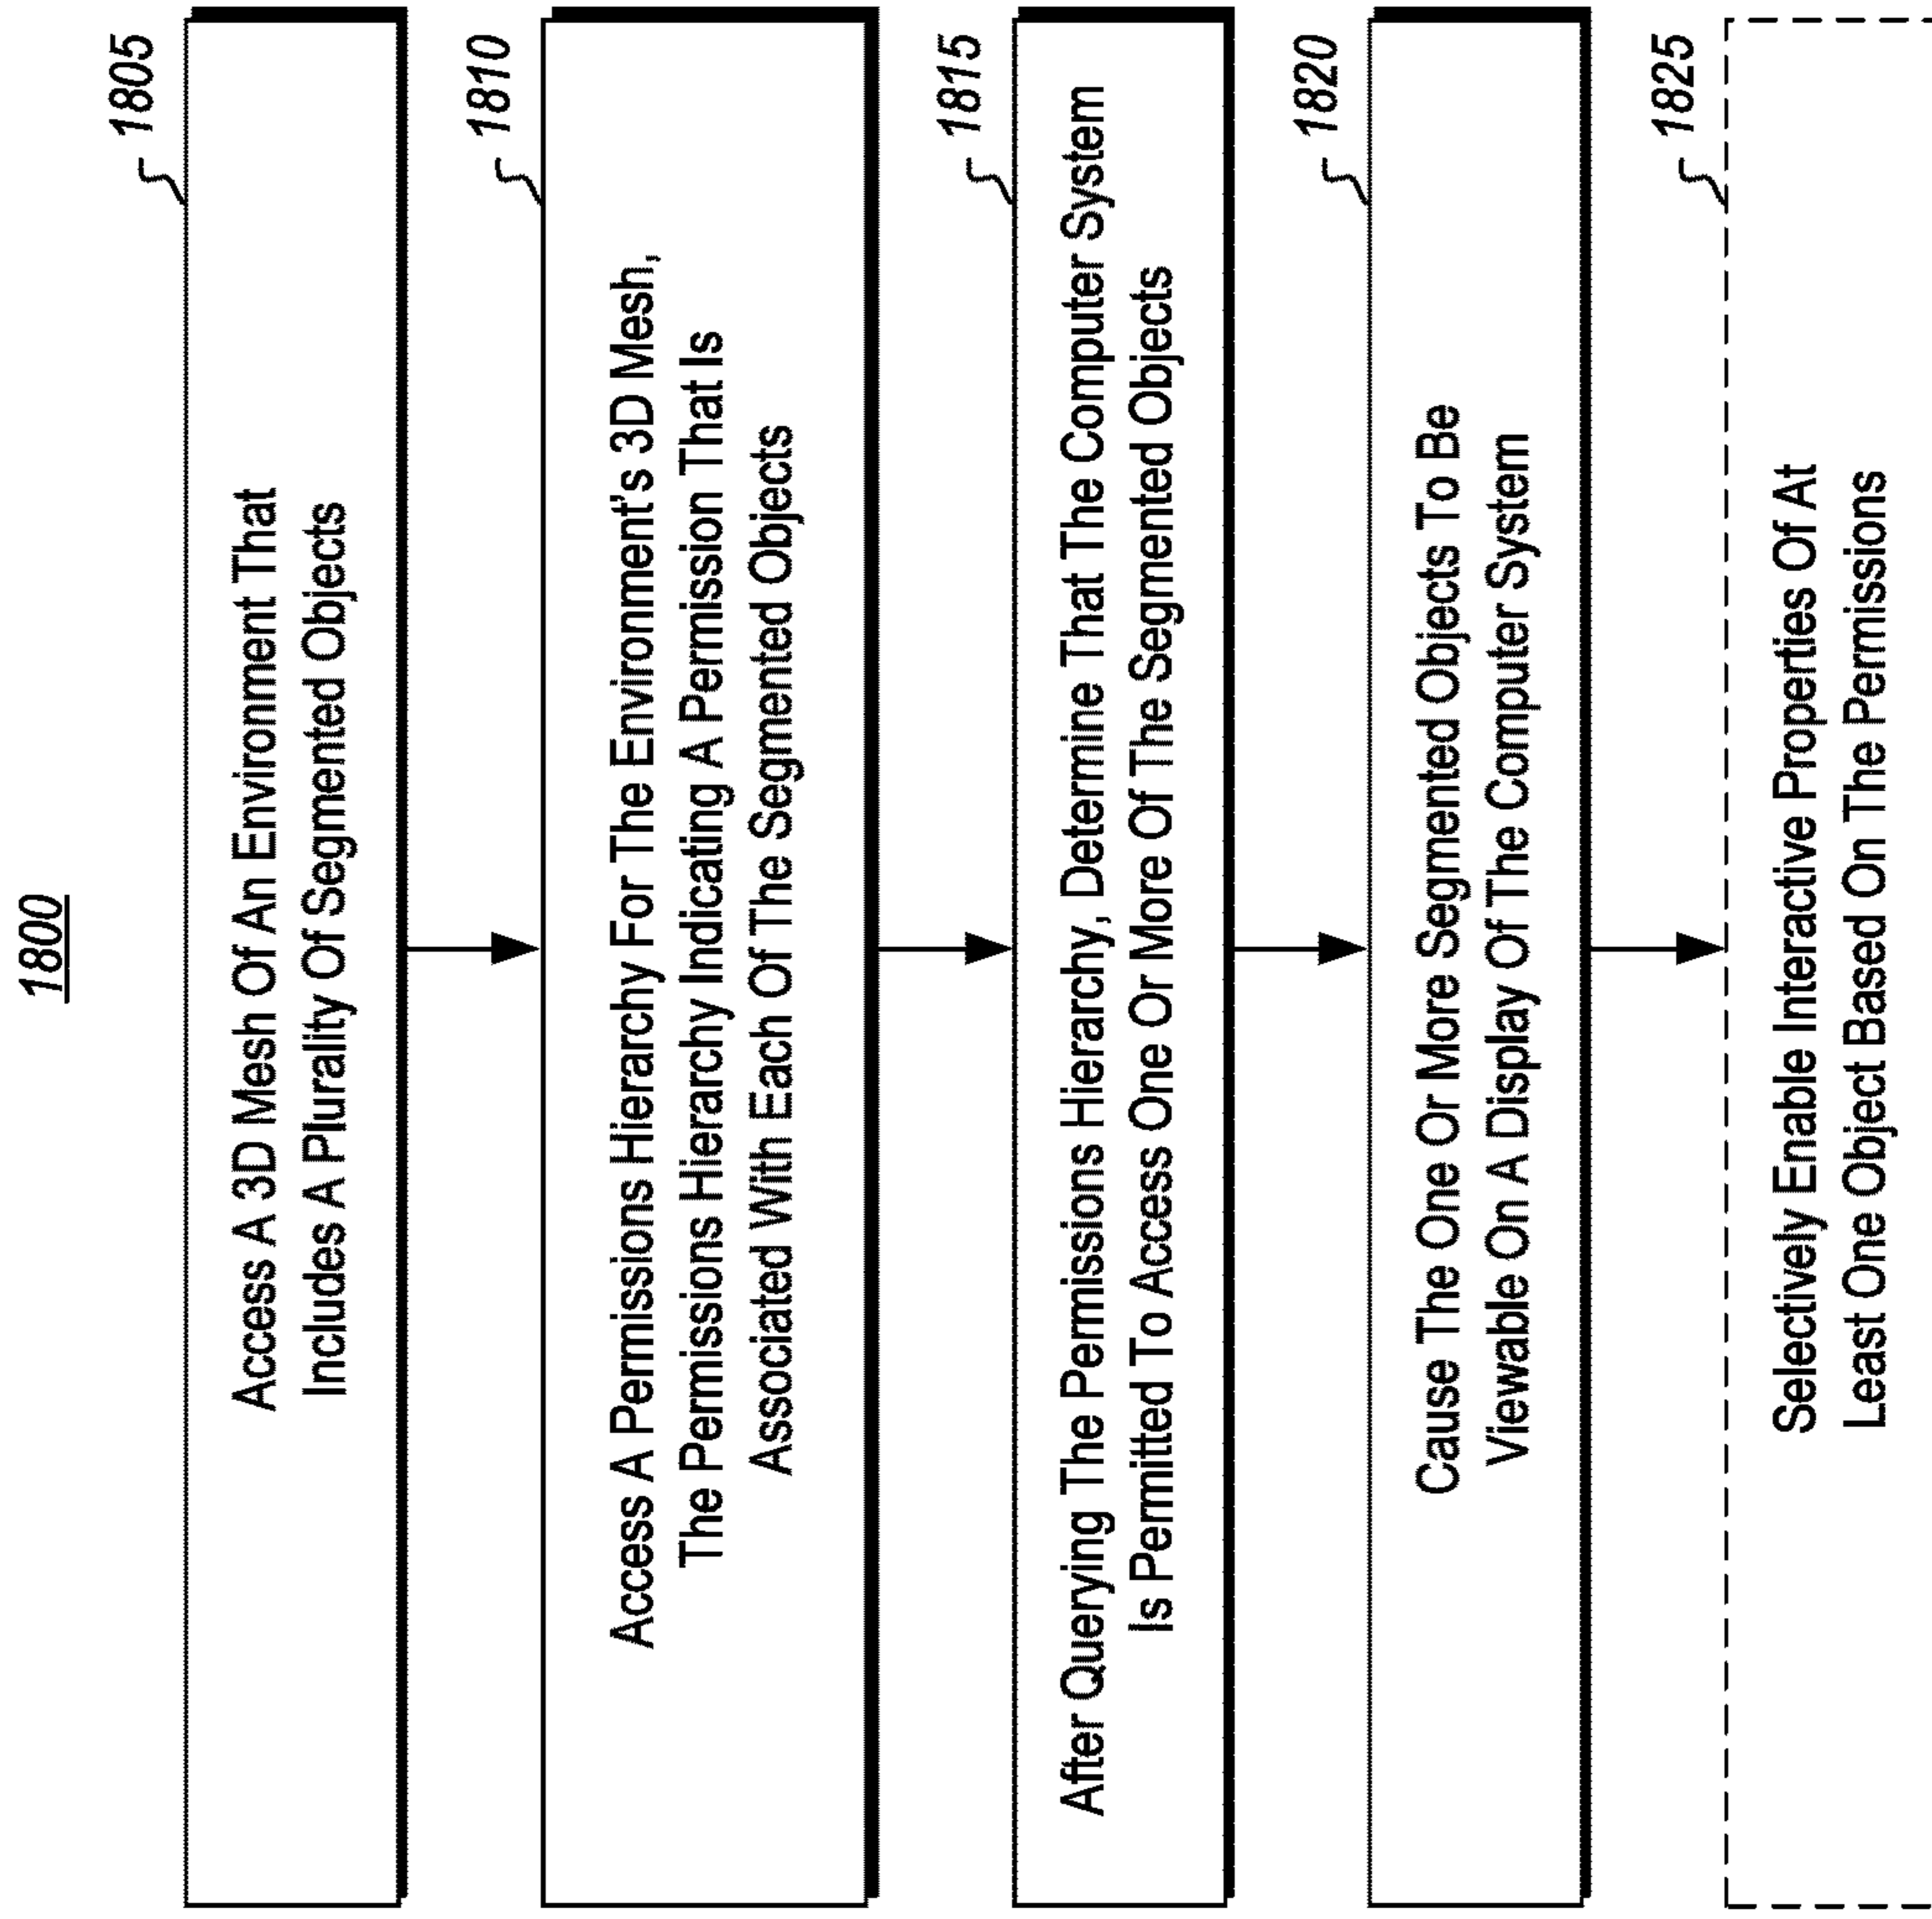 1800
1805
Access A 3D Mesh Of An Environment That
Includes A Plurality Of Segmented Objects
1810
Access A Permissions Hierarchy For The Environment's 3D Mesh,
The Permissions Hierarchy Indicating A Permission That Is
Associated With Each Of The Segmented Objects
1815
After Querying The Permissions Hierarchy, Determine That The Computer System
Is Permitted To Access One Or More Of The Segmented Objects
1820
Cause The One Or More Segmented Objects To Be
Viewable On A Display Of The Computer System
1825
Selectively Enable Interactive Properties Of At
Least One Object Based On The Permissions